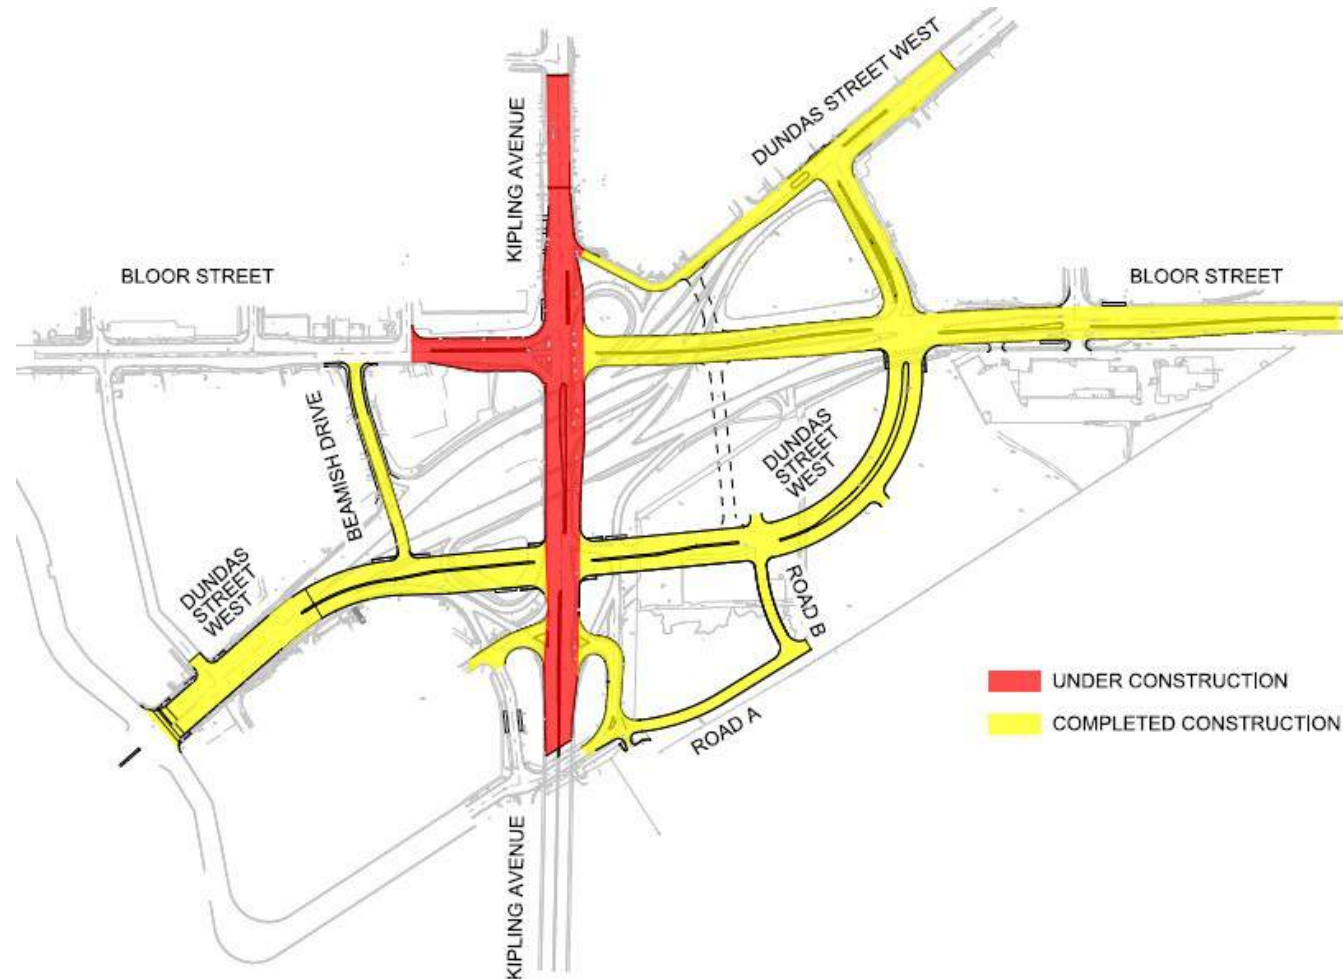 DUNDAS STREET WEST
KIPLING AVENUE
BLOOR STREET
BLOOR STREET
BEAMISH DRIVE
DUNDAS
STREET
WEST
DUNDAS
STREET
WEST
ROAD B
ROAD A
UNDER CONSTRUCTION
COMPLETED CONSTRUCTION
KIPLING AVENUE